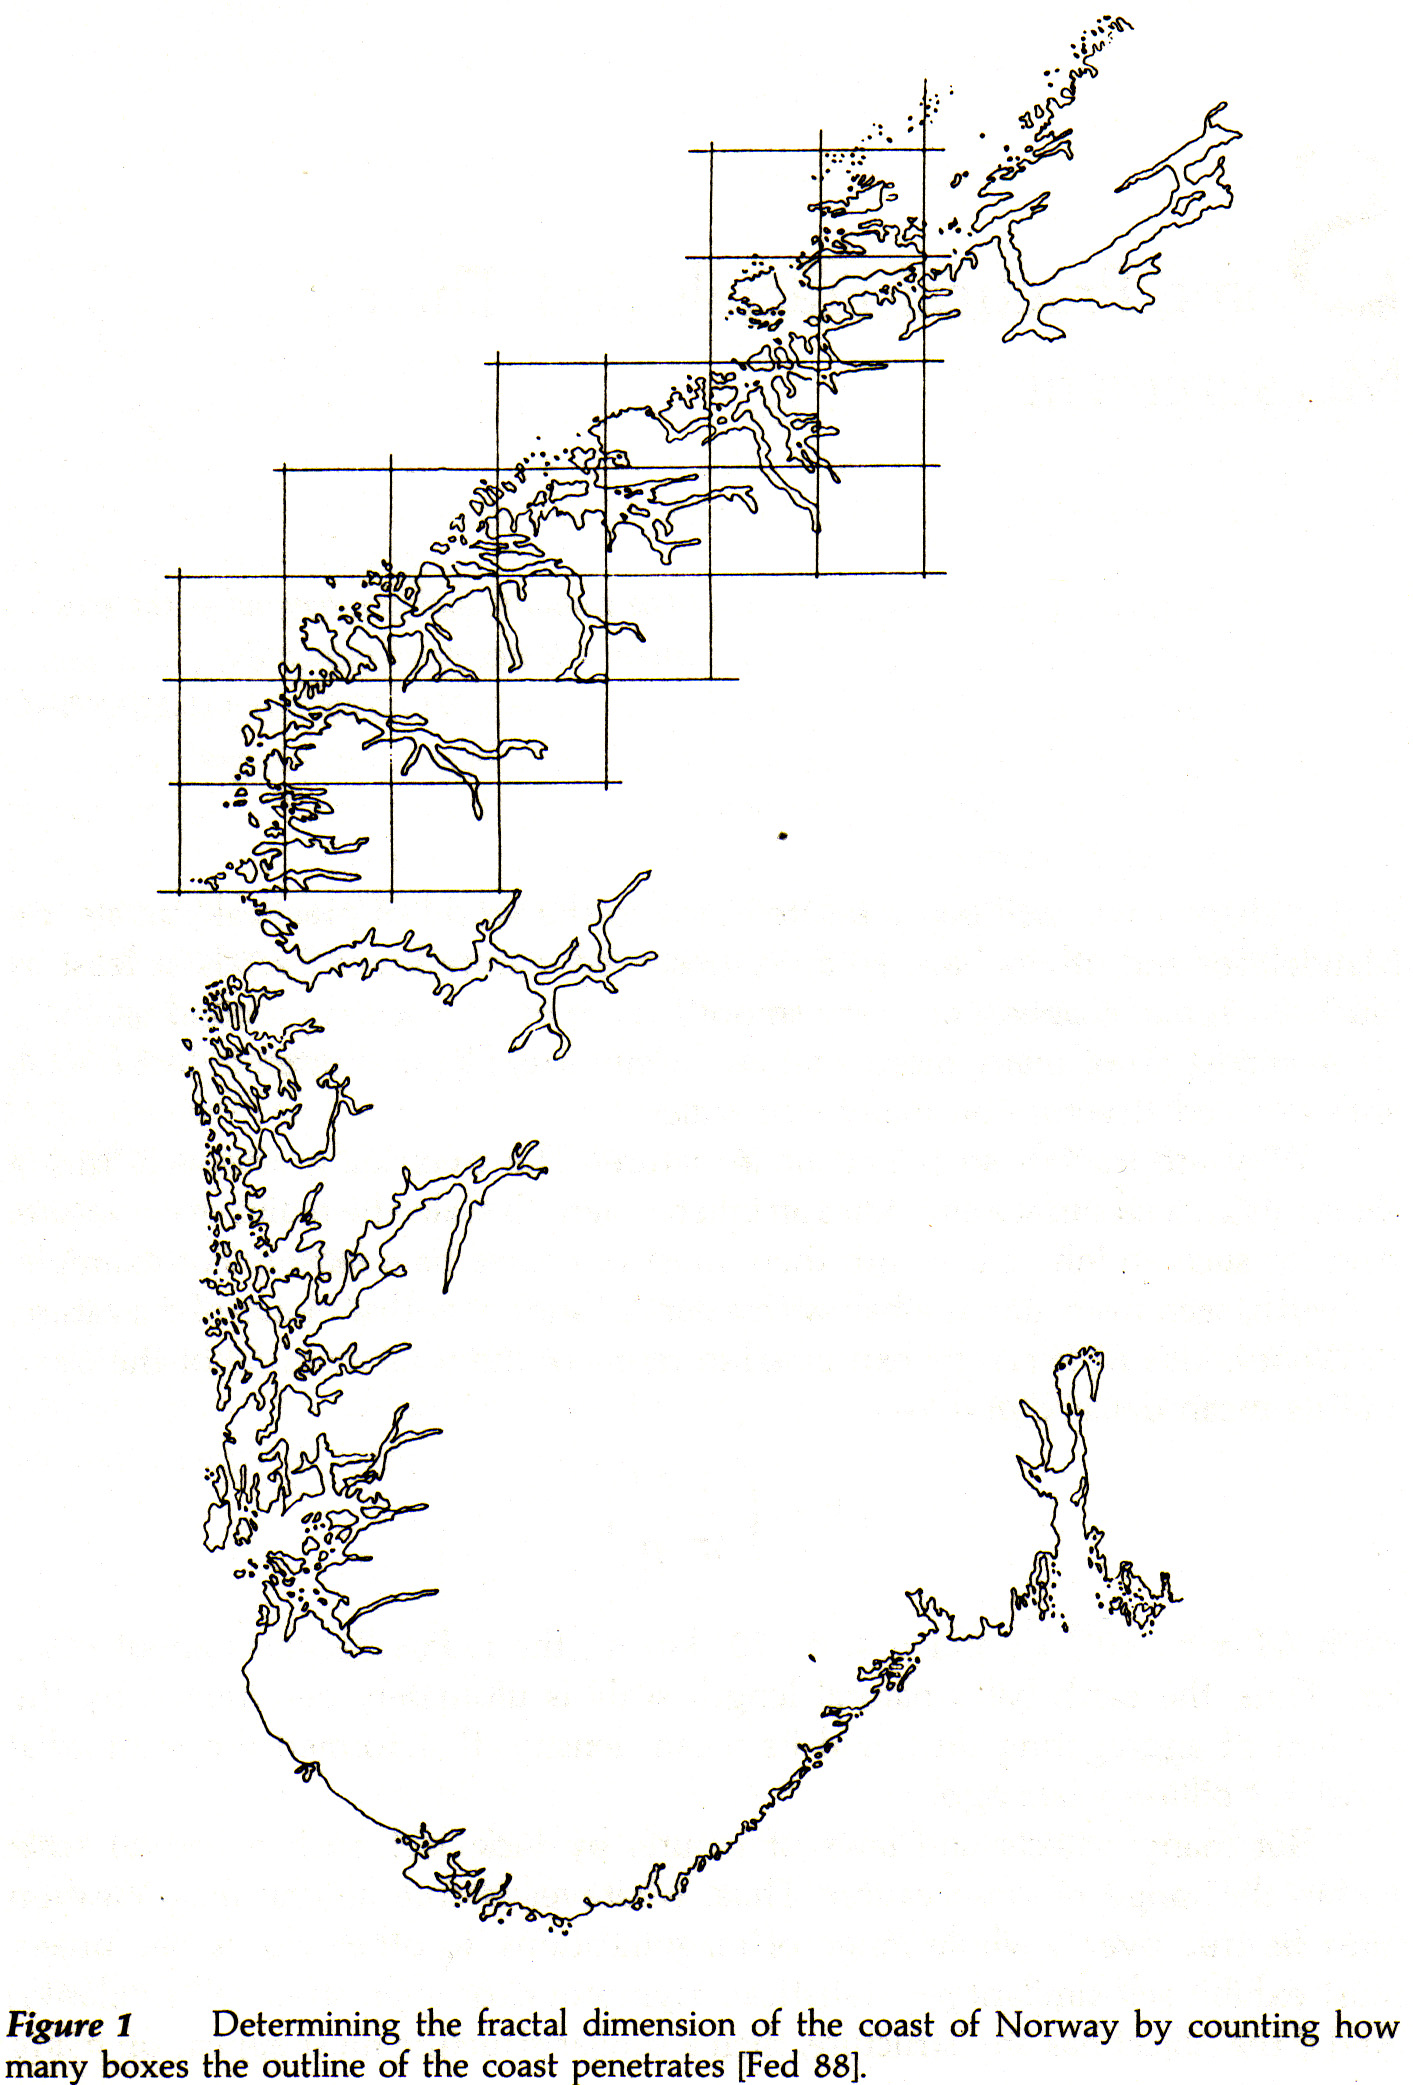 Figure 1 Determining the fractal dimension of the coast of Norway by counting how
many boxes the outline of the coast penetrates [Fed 88].